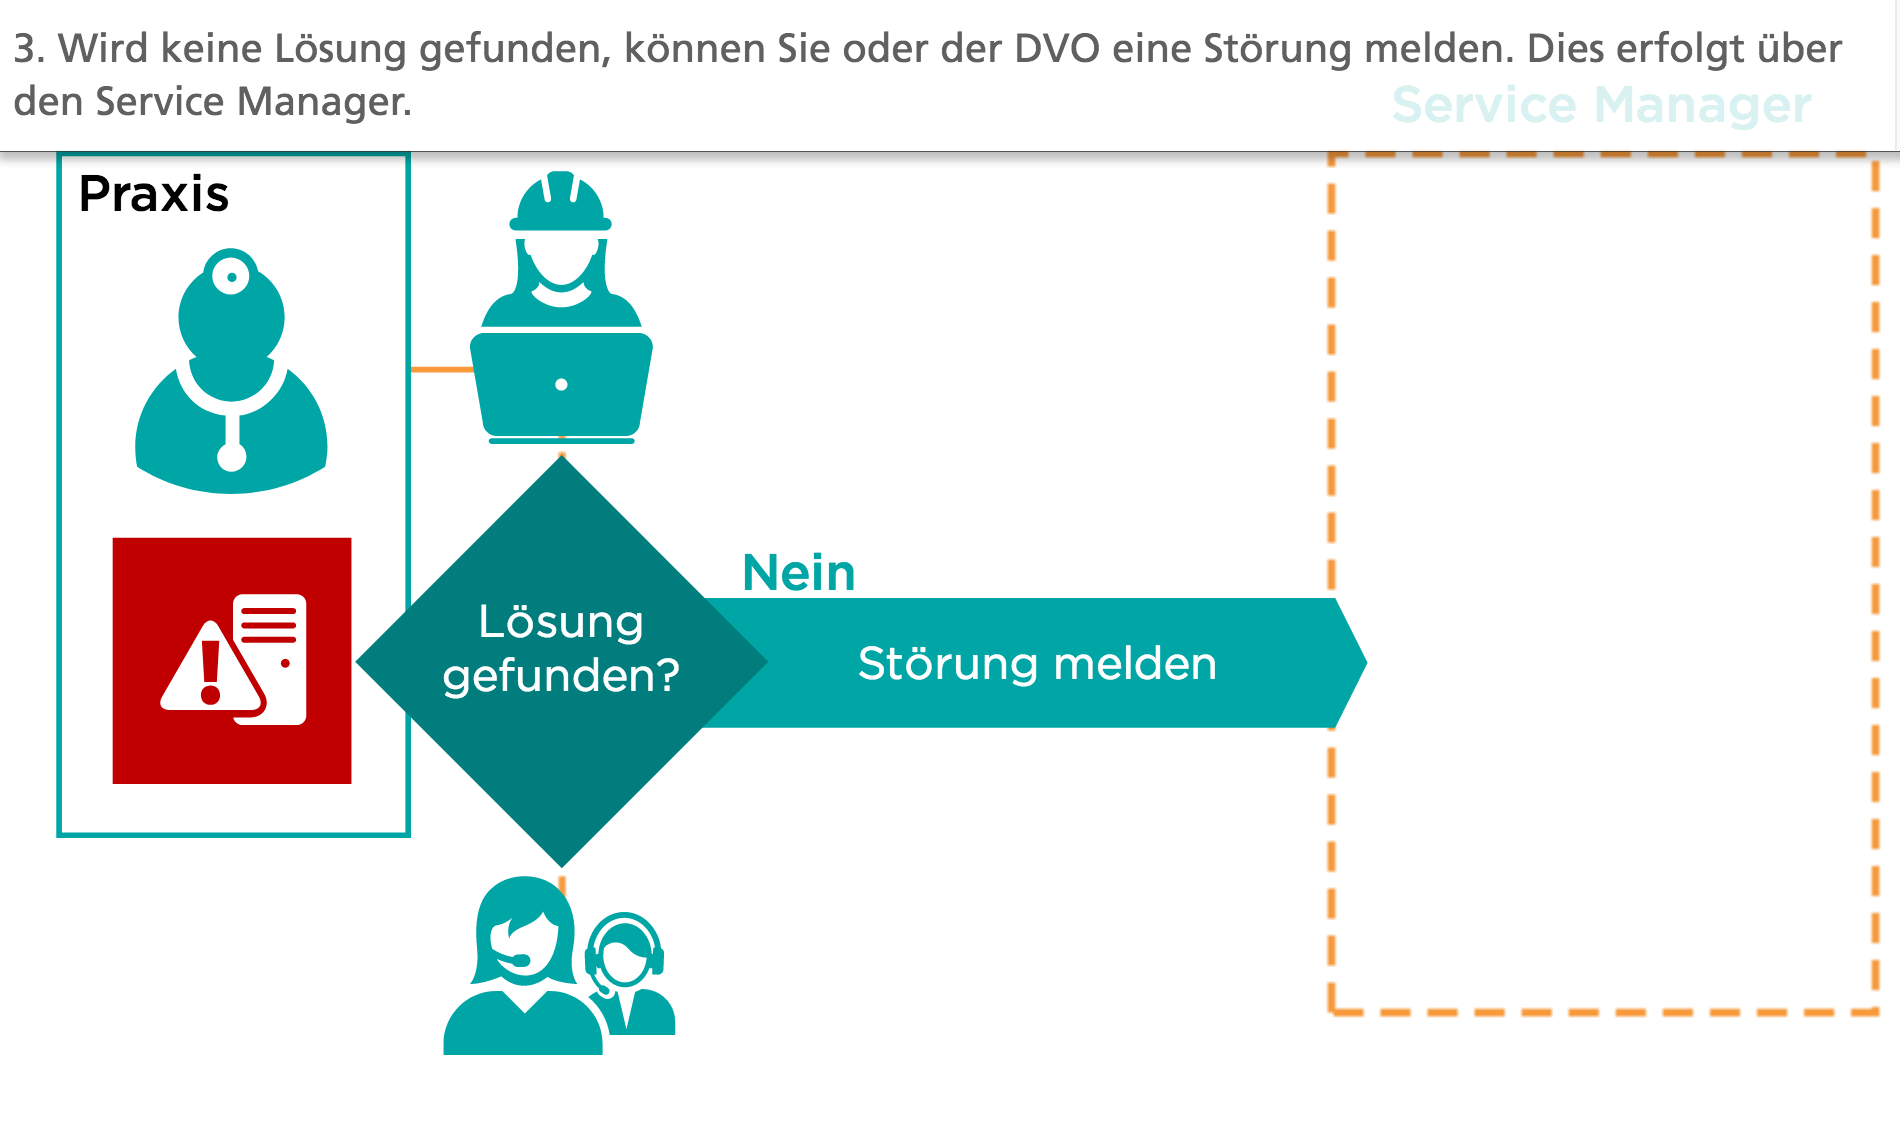 3. Wird keine Lösung gefunden, können Sie oder der DVO eine Störung melden. Dies erfolgt über
den Service Manager.
Service Manager
Praxis
Nein
Lösung
gefunden?
Störung melden